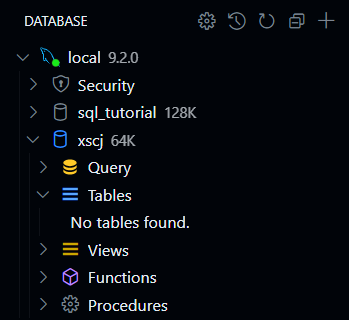 DATABASE
local 9.2.0
Security
sql_tutorial 128K
xscj 64K
Query
Tables
No tables found.
Views
Functions
Procedures